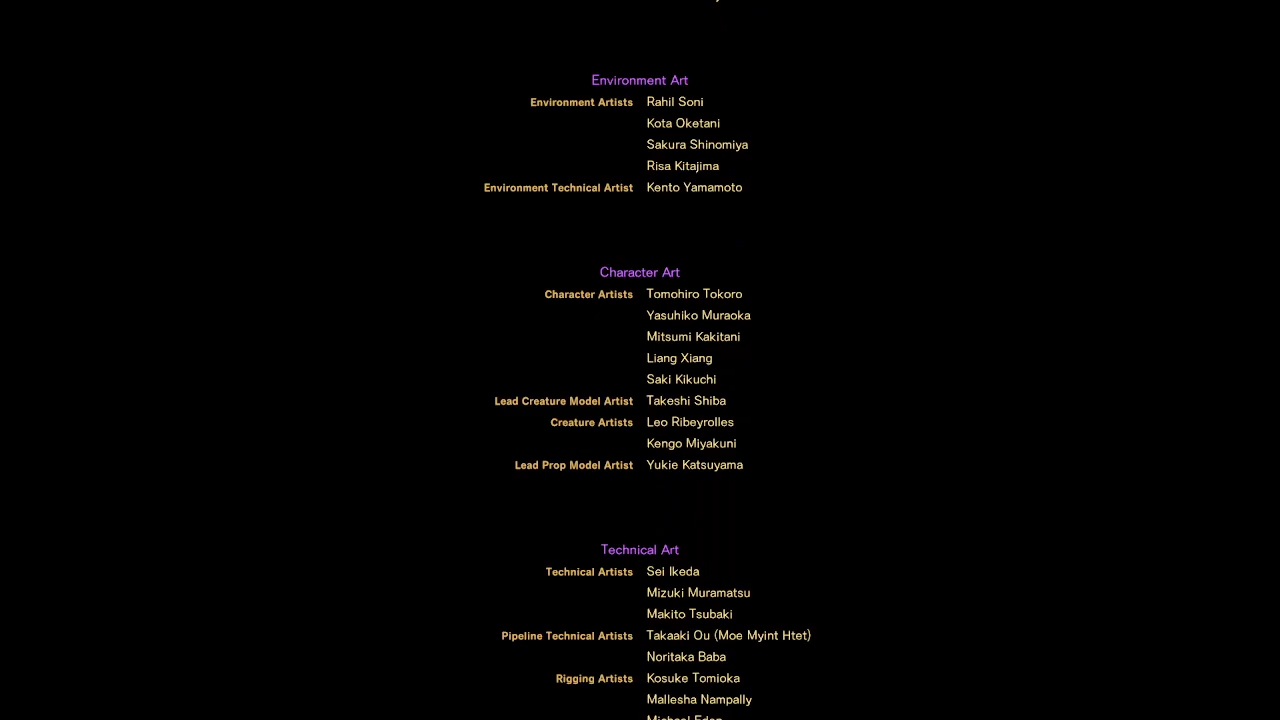 Environment Art
Environment Artists Rahil Soni
Kota Oketani
Sakura Shinomiya
Risa Kitajima
Environment Technical Artist Kento Yamamoto
Character Art
Character Artists Tomohiro Tokoro
Yasuhiko Muraoka
Mitsumi Kakitani
Liang Xiang
Saki Kikuchi
Lead Creature Model Artist Takeshi Shiba
Creature Artists Leo Ribeyrolles
Kengo Miyakuni
Lead Prop Model Artist Yukie Katsuyama
Technical Art
Technical Artists Sei Ikeda
Mizuki Muramatsu
Makito Tsubaki
Pipeline Technical Artists Takaaki Ou (Moe Myint Htet)
Noritaka Baba
Rigging Artists Kosuke Tomioka
Mallesha Nampally